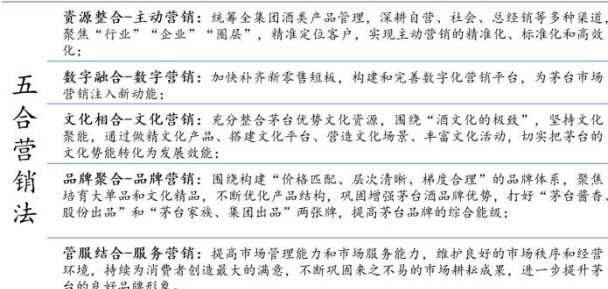 五合营销法
资源整合-主动营销：统筹全集团酒类产品管理，深耕自营、社会、总经销等多种渠道，
聚焦“行业”“企业”“圈层”，精准定位客户，实现主动营销的精准化、标准化和高效
化；
数字融合-数字营销：加快补齐新零售短板，构建和完善数字化营销平台，为茅台市场
营销注入新动能；
文化相合-文化营销：充分整合茅台优势文化资源，围绕“酒文化的极致”，坚持文化
聚能，通过做精文化产品、搭建文化平台、营造文化场景、丰富文化活动，切实把茅台的
文化势能转化为发展效能；
品牌聚合-品牌营销：围绕构建“价格匹配、层次清晰、梯度合理”的品牌体系，聚焦
培育大单品和文化精品，不断优化产品结构，巩固增强茅台酒品牌优势，打好“茅台酱香、
股份出品”和“茅台家族、集团出品”两张牌，提高茅台品牌的综合能级；
管服结合-服务营销：提高市场管理能力和市场服务能力，维护良好的市场秩序和经营
环境，持续为消费者创造最大的满意，不断巩固来之不易的市场耕耘成果，进一步提升茅
台的良好品牌形象。